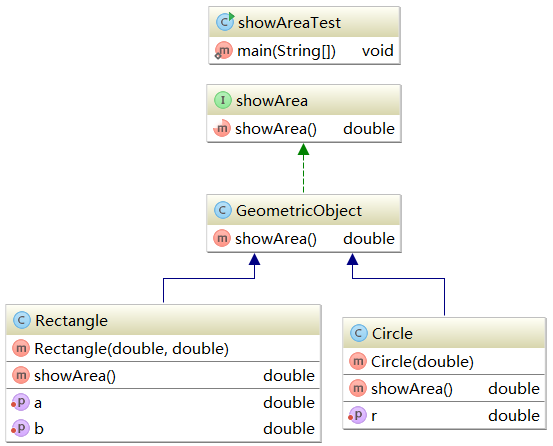 C showAreaTest
m main(String[]) void
I showArea
m showArea() double
C GeometricObject
m showArea() double
C Rectangle
m Rectangle(double, double)
m showArea() double
p a double
p b double
C Circle
m Circle(double)
m showArea() double
p r double